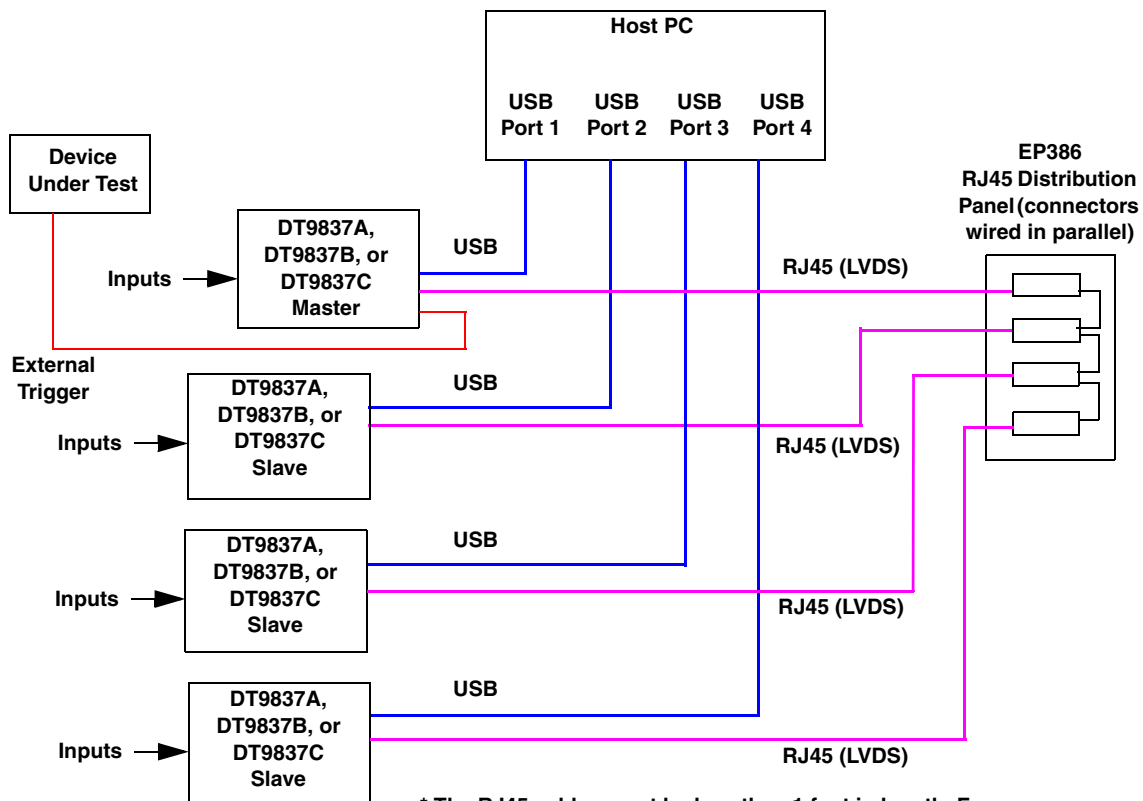 Host PC
USB
Port 1
USB
Port 2
USB
Port 3
USB
Port 4
Device
Under Test
EP386
RJ45 Distribution
Panel (connectors
wired in parallel)
DT9837A,
DT9837B, or
DT9837C
Master
Inputs
USB
RJ45 (LVDS)
External
Trigger
DT9837A,
DT9837B, or
DT9837C
Slave
Inputs
USB
RJ45 (LVDS)
DT9837A,
DT9837B, or
DT9837C
Slave
Inputs
USB
RJ45 (LVDS)
DT9837A,
DT9837B, or
DT9837C
Slave
Inputs
USB
RJ45 (LVDS)